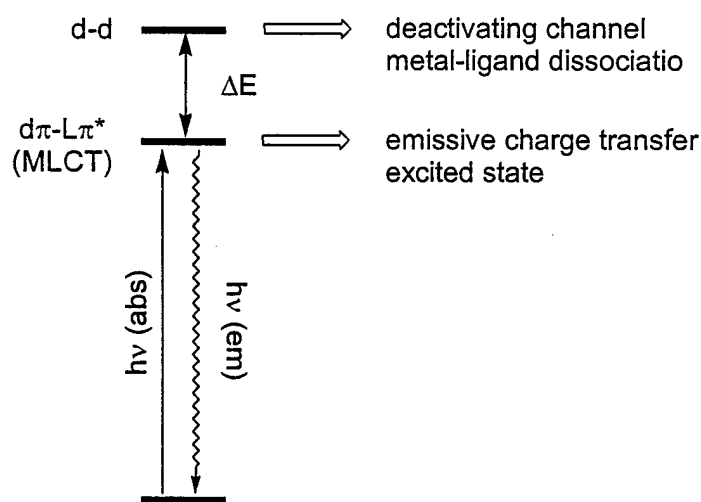 d-d
deactivating channel
metal-ligand dissociatio
ΔE
dπ-Lπ*
(MLCT)
emissive charge transfer
excited state
hν (abs)
hν (em)